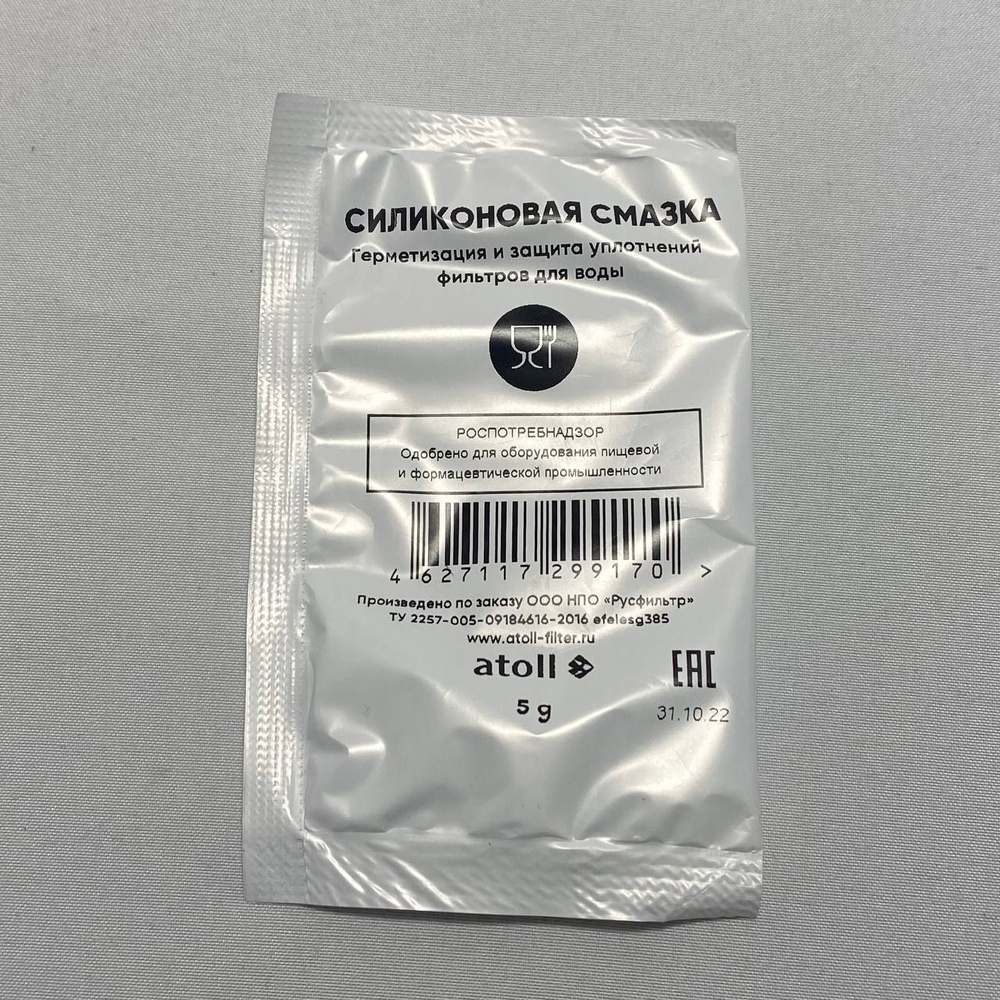 СИЛИКОНОВАЯ СМАЗКА
Герметизация и защита уплотнений
фильтров для воды
РОСПОТРЕБНАДЗОР
Одобрено для оборудования пищевой
и формацевтической промышленности
4 627117 299170 >
Произведено по заказу ООО НПО «Русфильтр»
ТУ 2257-005-09184616-2016 efelesg385
www.atoll-filter.ru
atoll
EAC
5 g
31.10.22